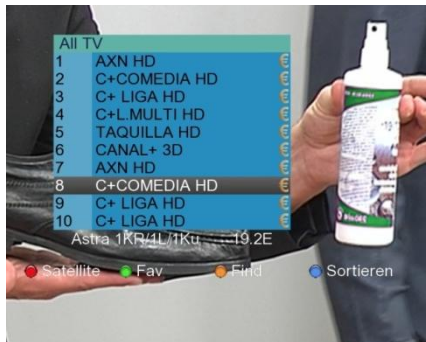 All TV
1 AXN HD €
2 C+COMEDIA HD €
3 C+ LIGA HD €
4 C+L.MULTI HD €
5 TAQUILLA HD €
6 CANAL+ 3D €
7 AXN HD €
8 C+COMEDIA HD €
9 C+ LIGA HD €
10 C+ LIGA HD €
Astra 1KR/1L/1Ku ...19.2E
Satellite Fav Find Sortieren